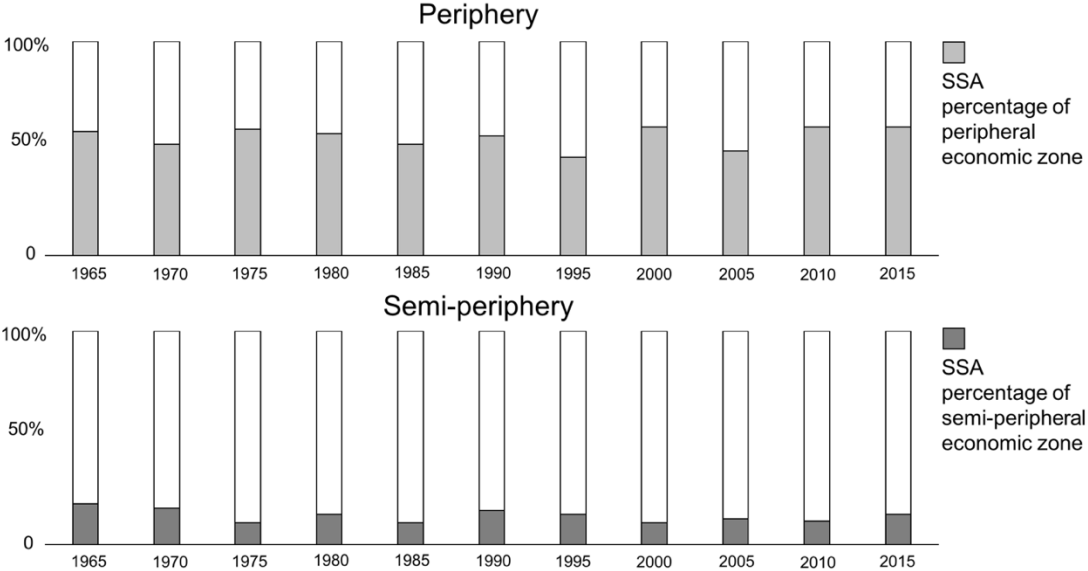 Periphery
100%
50%
0
1965 1970 1975 1980 1985 1990 1995 2000 2005 2010 2015
SSA
percentage of
peripheral
economic zone
Semi-periphery
100%
50%
0
1965 1970 1975 1980 1985 1990 1995 2000 2005 2010 2015
SSA
percentage of
semi-peripheral
economic zone